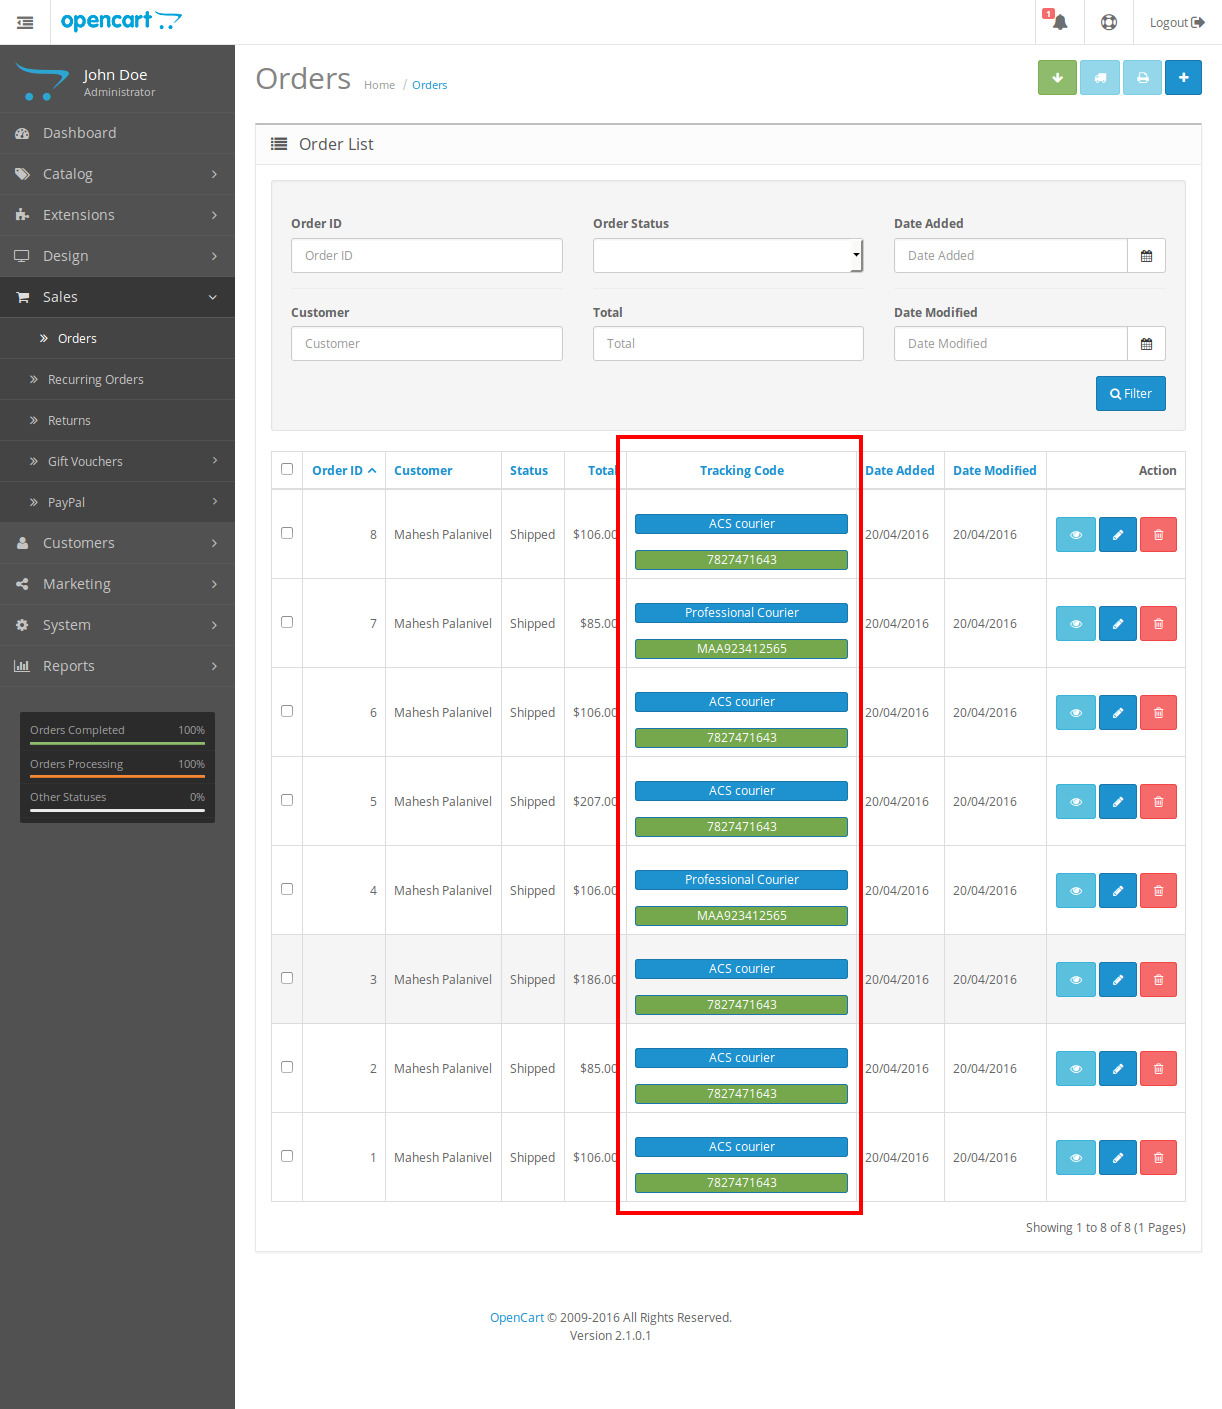 opencart
1
Logout
John Doe
Administrator
Dashboard
Catalog
Extensions
Design
Sales
Orders
Recurring Orders
Returns
Gift Vouchers
PayPal
Customers
Marketing
System
Reports
Orders Completed 100%
Orders Processing 100%
Other Statuses 0%
Orders Home / Orders
Order List
Order ID Order Status Date Added
Order ID Date Added
Customer Total Date Modified
Customer Total Date Modified
Filter
Order ID Customer Status Total Tracking Code Date Added Date Modified Action
8 Mahesh Palanivel Shipped $106.00 ACS courier 20/04/2016 20/04/2016
7827471643
7 Mahesh Palanivel Shipped $85.00 Professional Courier 20/04/2016 20/04/2016
MAA923412565
6 Mahesh Palanivel Shipped $106.00 ACS courier 20/04/2016 20/04/2016
7827471643
5 Mahesh Palanivel Shipped $207.00 ACS courier 20/04/2016 20/04/2016
7827471643
4 Mahesh Palanivel Shipped $106.00 Professional Courier 20/04/2016 20/04/2016
MAA923412565
3 Mahesh Palanivel Shipped $186.00 ACS courier 20/04/2016 20/04/2016
7827471643
2 Mahesh Palanivel Shipped $85.00 ACS courier 20/04/2016 20/04/2016
7827471643
1 Mahesh Palanivel Shipped $106.00 ACS courier 20/04/2016 20/04/2016
7827471643
Showing 1 to 8 of 8 (1 Pages)
OpenCart © 2009-2016 All Rights Reserved.
Version 2.1.0.1